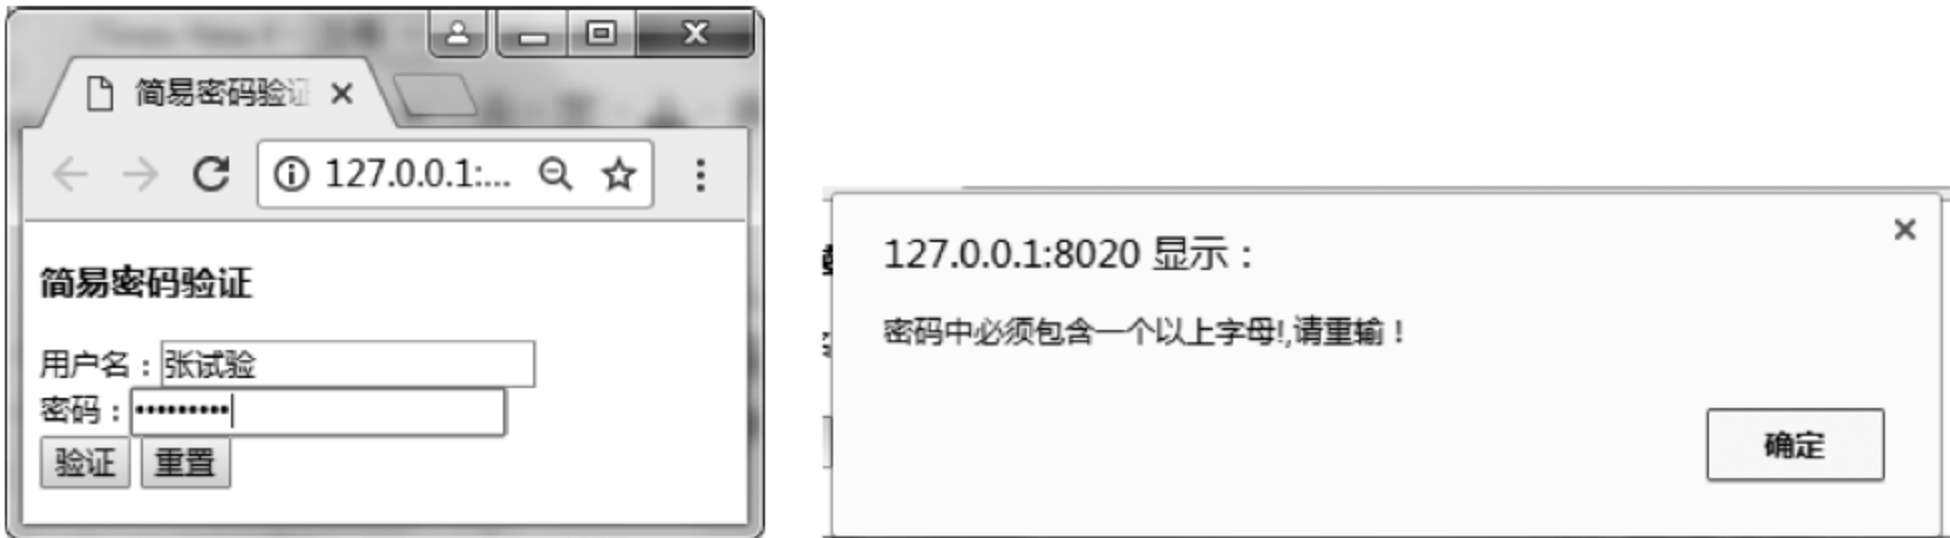 简易密码验证
127.0.0.1:...
简易密码验证
用户名：张试验
密码：•••••••••
验证 重置
127.0.0.1:8020 显示：
密码中必须包含一个以上字母!,请重输！
确定